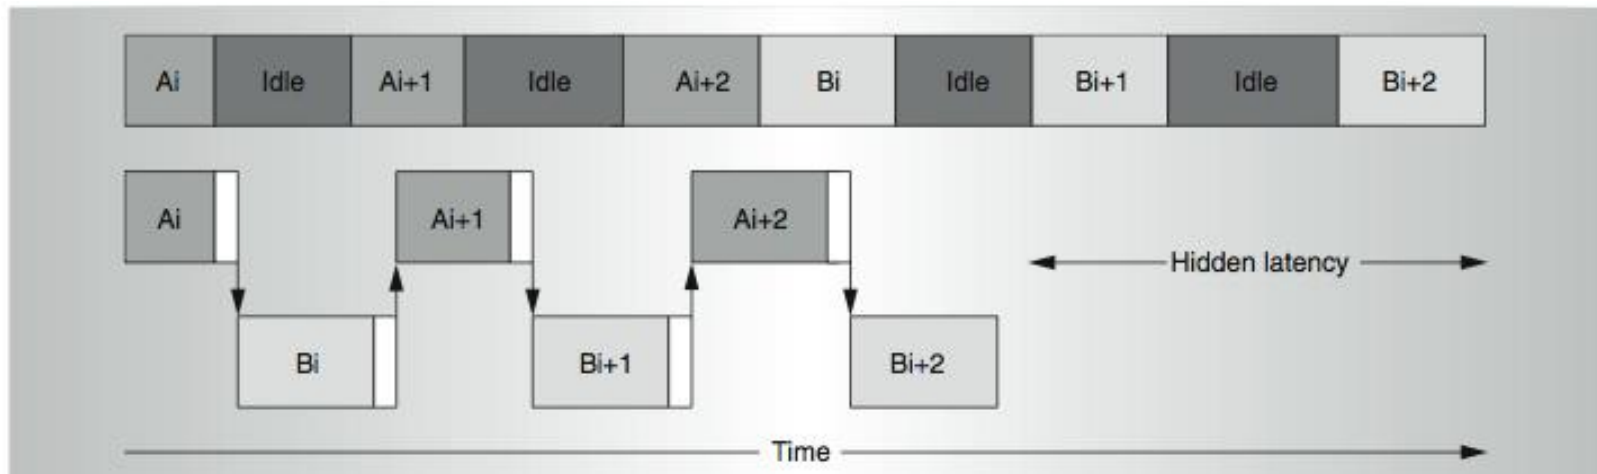 Ai Idle Ai+1 Idle Ai+2 Bi Idle Bi+1 Idle Bi+2
Ai Ai+1 Ai+2
Hidden latency
Bi Bi+1 Bi+2
Time